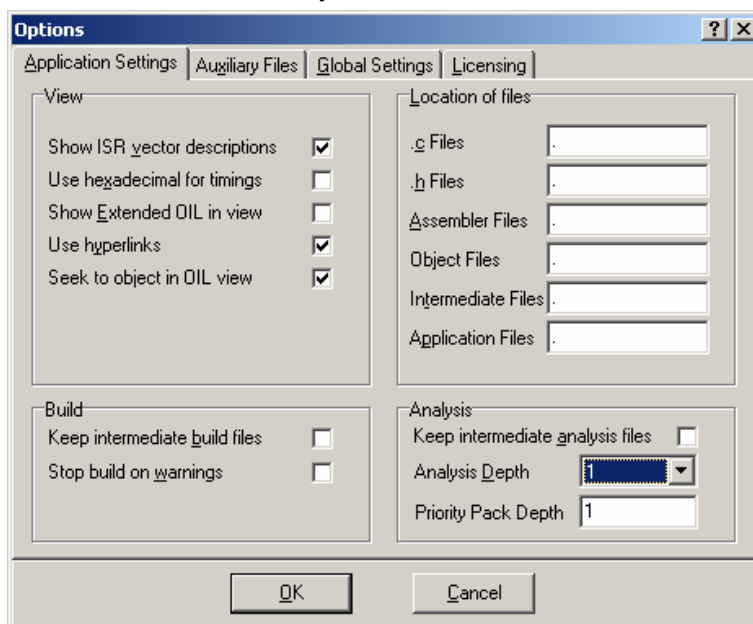 Options
Application Settings
Auxiliary Files
Global Settings
Licensing
View
Show ISR vector descriptions
Use hexadecimal for timings
Show Extended OIL in view
Use hyperlinks
Seek to object in OIL view
Location of files
.c Files .
.h Files .
Assembler Files .
Object Files .
Intermediate Files .
Application Files .
Build
Keep intermediate build files
Stop build on warnings
Analysis
Keep intermediate analysis files
Analysis Depth 1
Priority Pack Depth 1
OK
Cancel